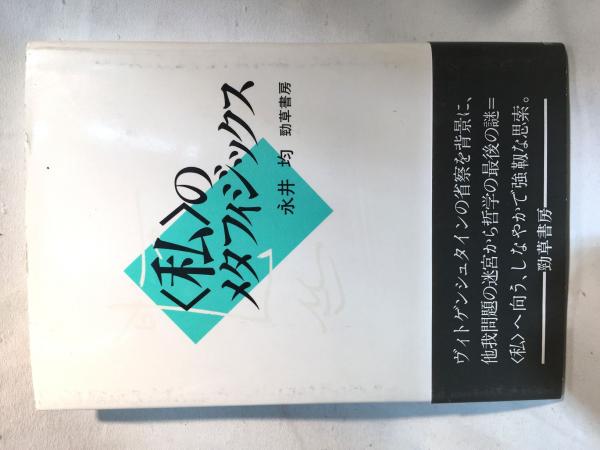 〈私〉の
メタフィジックス
永井 均 勁草書房
ヴィトゲンシュタインの省察を背景に、
他我問題の迷宮から哲学の最後の謎＝
〈私〉へ向う、しなやかで強靱な思索。
勁草書房